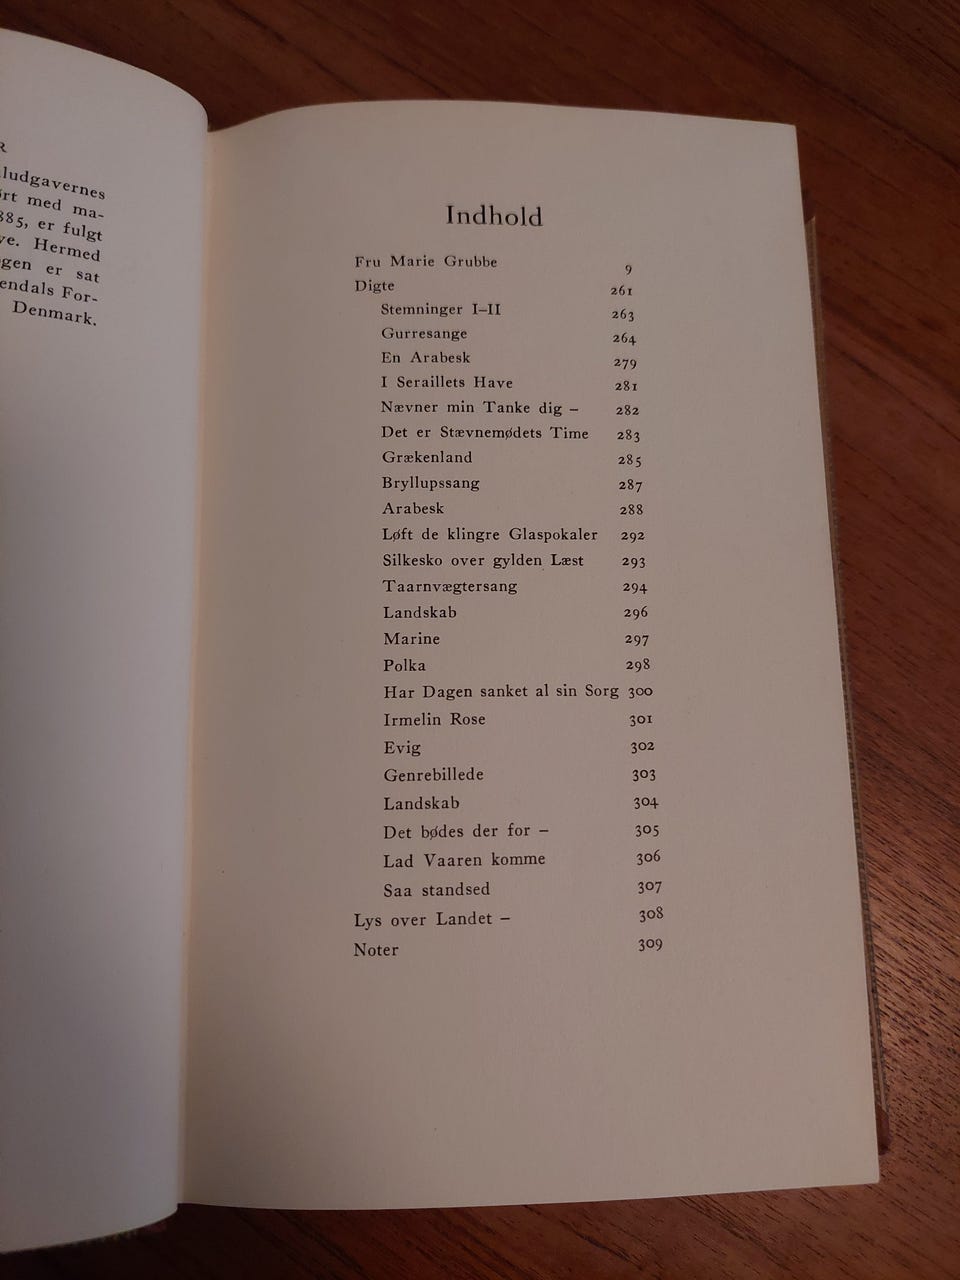 R
ludgavernes
ørt med ma-
885, er fulgt
ve. Hermed
gen er sat
endals For-
Denmark.
Indhold
Fru Marie Grubbe 9
Digte 261
Stemninger I–II 263
Gurresange 264
En Arabesk 279
I Seraillets Have 281
Nævner min Tanke dig – 282
Det er Stævnemødets Time 283
Grækenland 285
Bryllupssang 287
Arabesk 288
Løft de klingre Glaspokaler 292
Silkesko over gylden Læst 293
Taarnvægtersang 294
Landskab 296
Marine 297
Polka 298
Har Dagen sanket al sin Sorg 300
Irmelin Rose 301
Evig 302
Genrebillede 303
Landskab 304
Det bødes der for – 305
Lad Vaaren komme 306
Saa standsed 307
Lys over Landet – 308
Noter 309